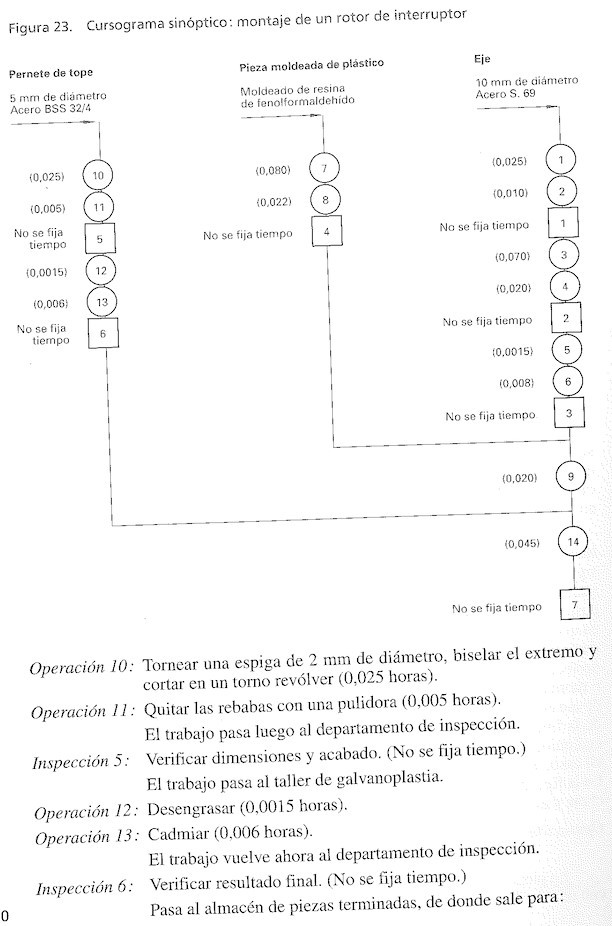 Figura 23. Cursograma sinóptico: montaje de un rotor de interruptor
Pernete de tope
5 mm de diámetro
Acero BSS 32/4
(0,025) 10
(0,005) 11
No se fija
tiempo
5
(0,0015) 12
(0,006) 13
No se fija
tiempo
6
Pieza moldeada de plástico
Moldeado de resina
de fenolformaldehído
(0,080) 7
(0,022) 8
No se fija tiempo 4
Eje
10 mm de diámetro
Acero S. 69
(0,025) 1
(0,010) 2
No se fija tiempo 1
(0,070) 3
(0,020) 4
No se fija tiempo 2
(0,0015) 5
(0,008) 6
No se fija tiempo 3
(0,020) 9
(0,045) 14
No se fija tiempo 7
Operación 10: Tornear una espiga de 2 mm de diámetro, biselar el extremo y
cortar en un torno revólver (0,025 horas).
Operación 11: Quitar las rebabas con una pulidora (0,005 horas).
El trabajo pasa luego al departamento de inspección.
Inspección 5: Verificar dimensiones y acabado. (No se fija tiempo.)
El trabajo pasa al taller de galvanoplastia.
Operación 12: Desengrasar (0,0015 horas).
Operación 13: Cadmiar (0,006 horas).
El trabajo vuelve ahora al departamento de inspección.
Inspección 6: Verificar resultado final. (No se fija tiempo.)
Pasa al almacén de piezas terminadas, de donde sale para:
0